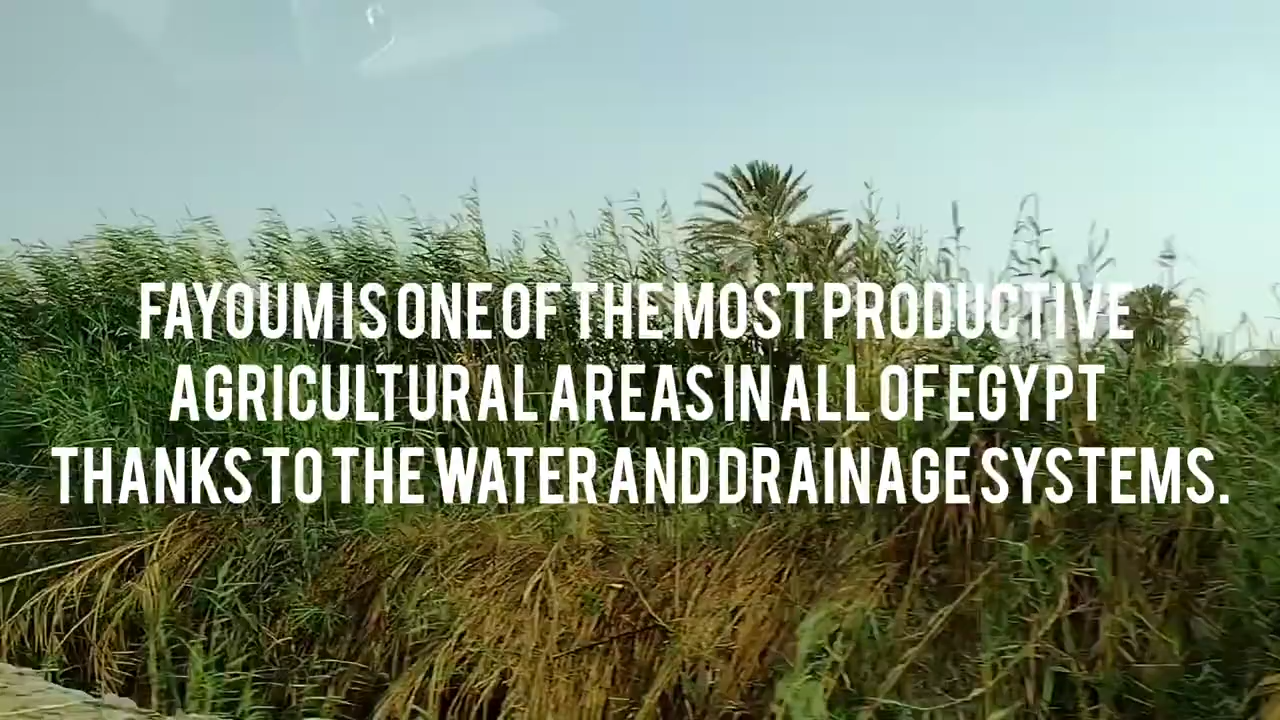 FAYOUM IS ONE OF THE MOST PRODUCTIVE
AGRICULTURAL AREAS IN ALL OF EGYPT
THANKS TO THE WATER AND DRAINAGE SYSTEMS.